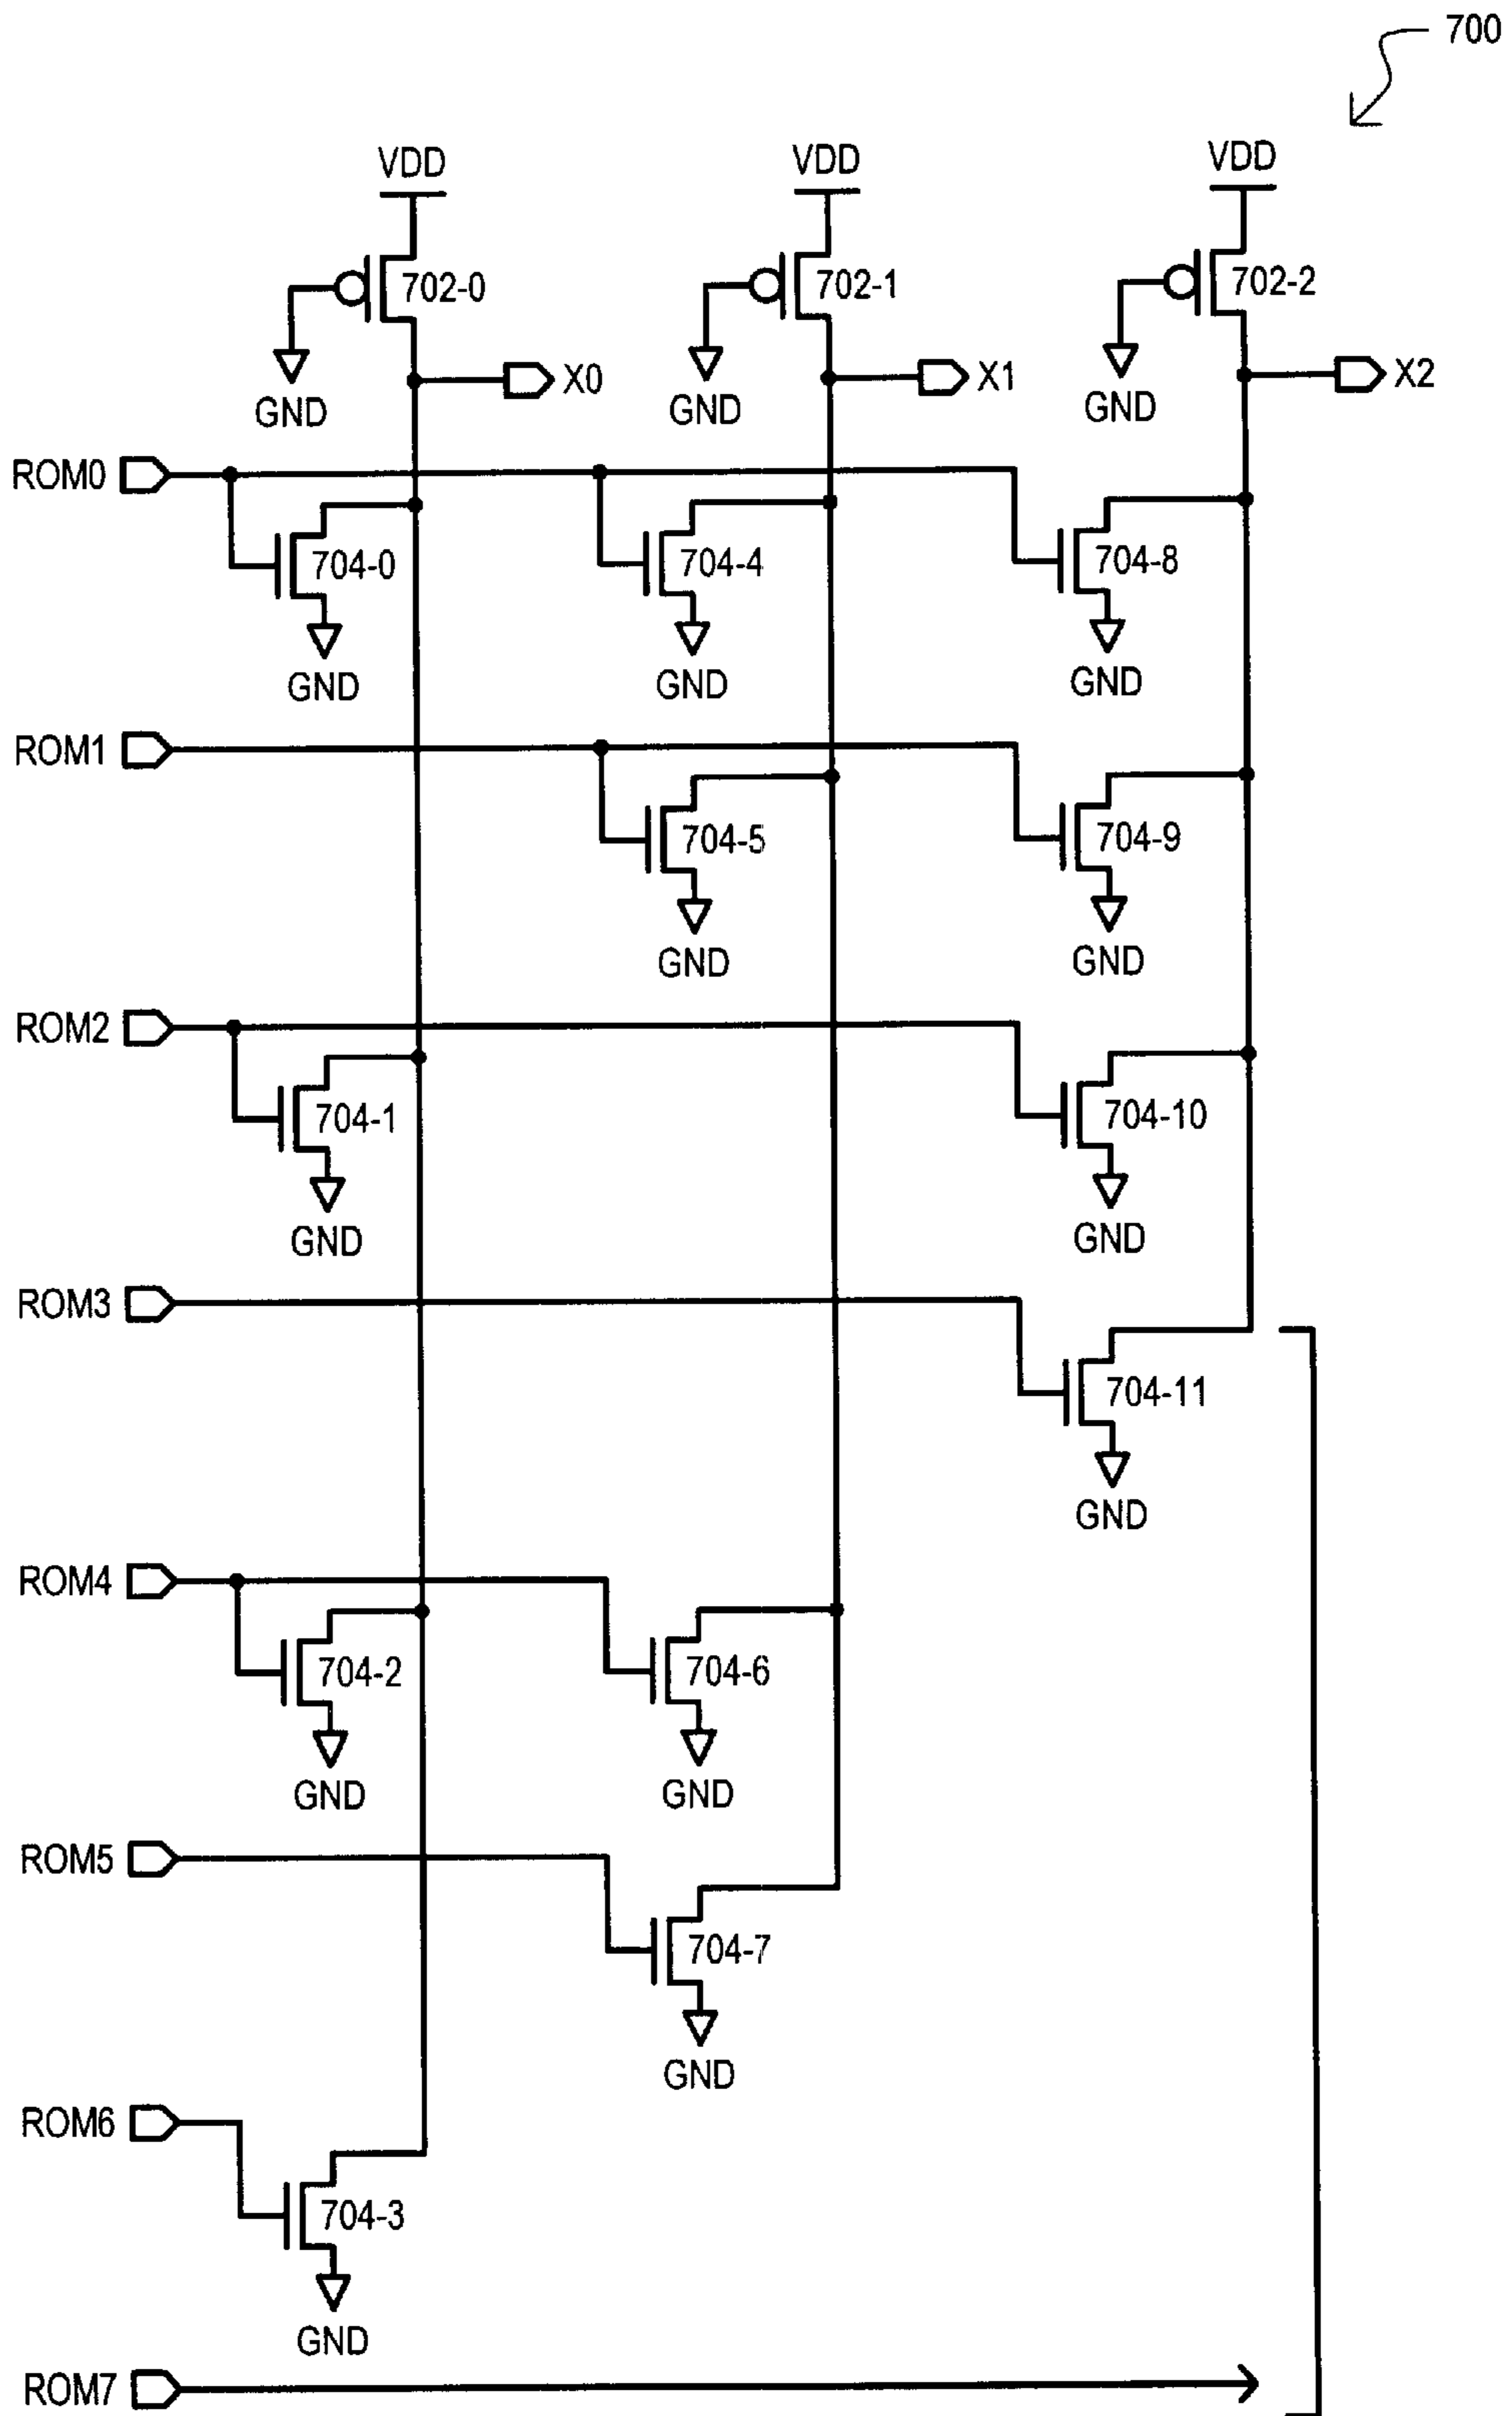 700
VDD
VDD
VDD
702-0
702-1
702-2
X0
X1
X2
GND
GND
GND
ROM0
704-0
704-4
704-8
GND
GND
GND
ROM1
704-5
704-9
GND
GND
ROM2
704-1
704-10
GND
GND
ROM3
704-11
GND
ROM4
704-2
704-6
GND
GND
ROM5
704-7
GND
ROM6
704-3
GND
ROM7